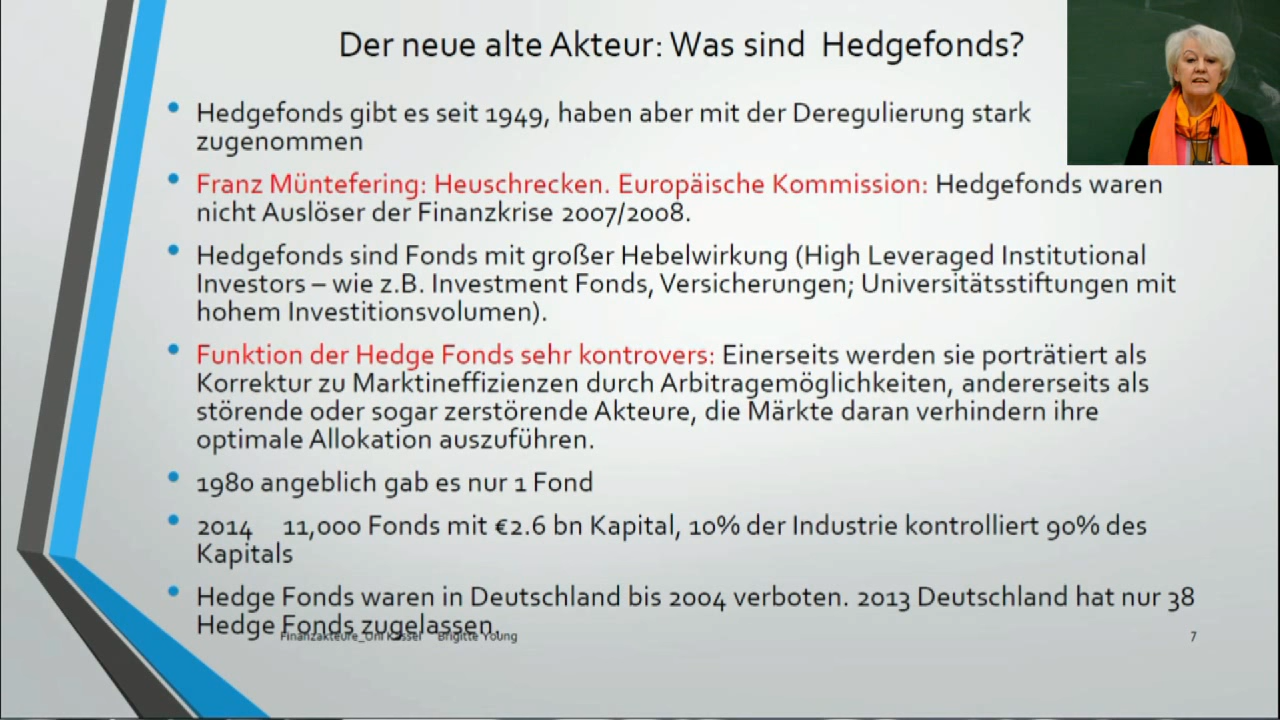 Der neue alte Akteur: Was sind Hedgefonds?
• Hedgefonds gibt es seit 1949, haben aber mit der Deregulierung stark
zugenommen
• Franz Müntefering: Heuschrecken. Europäische Kommission: Hedgefonds waren
nicht Auslöser der Finanzkrise 2007/2008.
• Hedgefonds sind Fonds mit großer Hebelwirkung (High Leveraged Institutional
Investors – wie z.B. Investment Fonds, Versicherungen; Universitätsstiftungen mit
hohem Investitionsvolumen).
• Funktion der Hedge Fonds sehr kontrovers: Einerseits werden sie porträtiert als
Korrektur zu Marktineffizienzen durch Arbitragemöglichkeiten, andererseits als
störende oder sogar zerstörende Akteure, die Märkte daran verhindern ihre
optimale Allokation auszuführen.
• 1980 angeblich gab es nur 1 Fond
• 2014 11,000 Fonds mit €2.6 bn Kapital, 10% der Industrie kontrolliert 90% des
Kapitals
• Hedge Fonds waren in Deutschland bis 2004 verboten. 2013 Deutschland hat nur 38
Hedge Fonds zugelassen.
Finanzakteure_Uni Kassel Brigitte Young
7